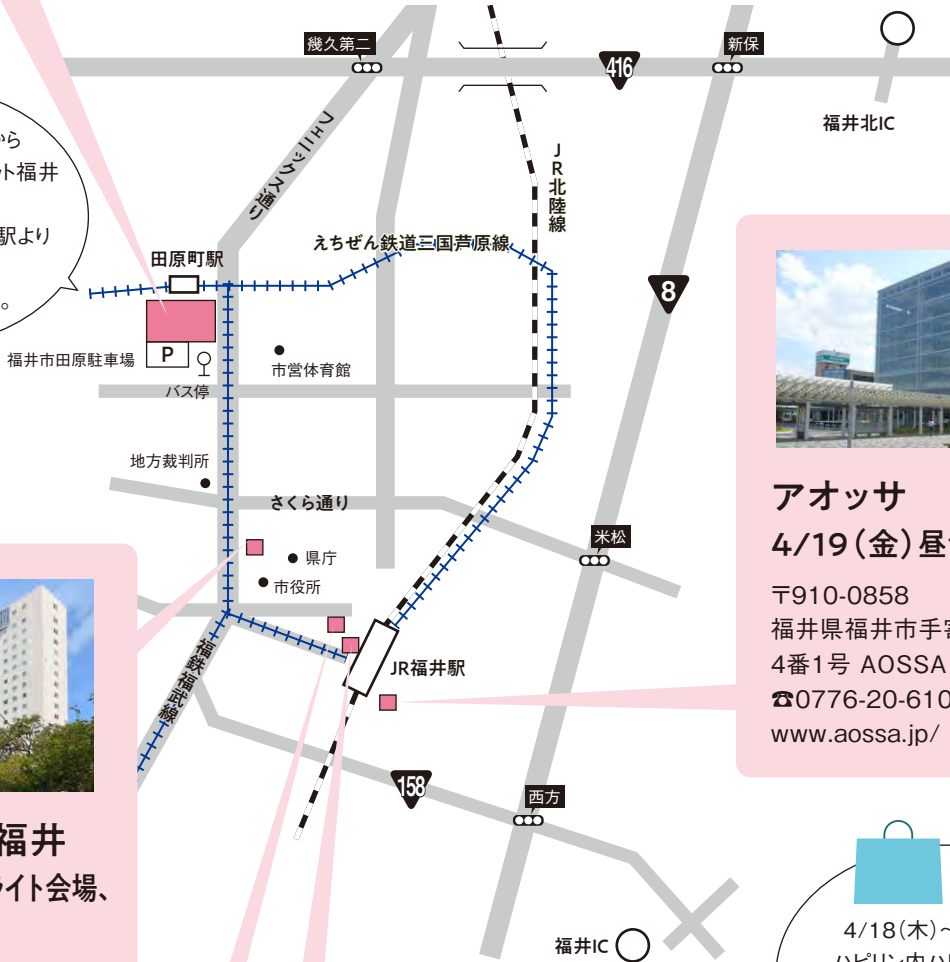 幾久第二
416
新保
福井北IC
フェニックス通り
JR北陸線
から
ット福井
駅より
。
田原町駅
えちぜん鉄道三国芦原線
8
福井市田原駐車場
P
バス停
市営体育館
地方裁判所
さくら通り
米松
県庁
市役所
福鉄福武線
JR福井駅
158
西方
福井IC
アオッサ
4/19(金)昼
〒910-0858
福井県福井市手
4番1号 AOSSA
☎0776-20-610
www.aossa.jp/
福井
イト会場、
4/18(木)~
ハピリン内ハ